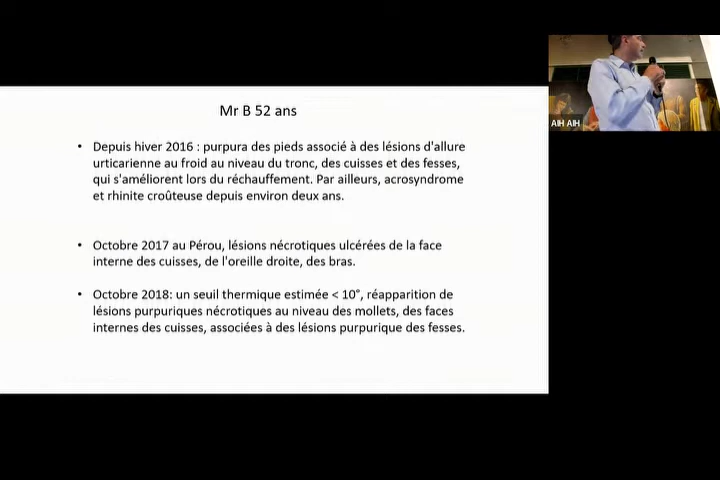 Mr B 52 ans
• Depuis hiver 2016 : purpura des pieds associé à des lésions d'allure
urticarienne au froid au niveau du tronc, des cuisses et des fesses,
qui s'améliorent lors du réchauffement. Par ailleurs, acrosyndrome
et rhinite croûteuse depuis environ deux ans.
• Octobre 2017 au Pérou, lésions nécrotiques ulcérées de la face
interne des cuisses, de l'oreille droite, des bras.
• Octobre 2018: un seuil thermique estimée < 10°, réapparition de
lésions purpuriques nécrotiques au niveau des mollets, des faces
internes des cuisses, associées à des lésions purpurique des fesses.
AIH AIH